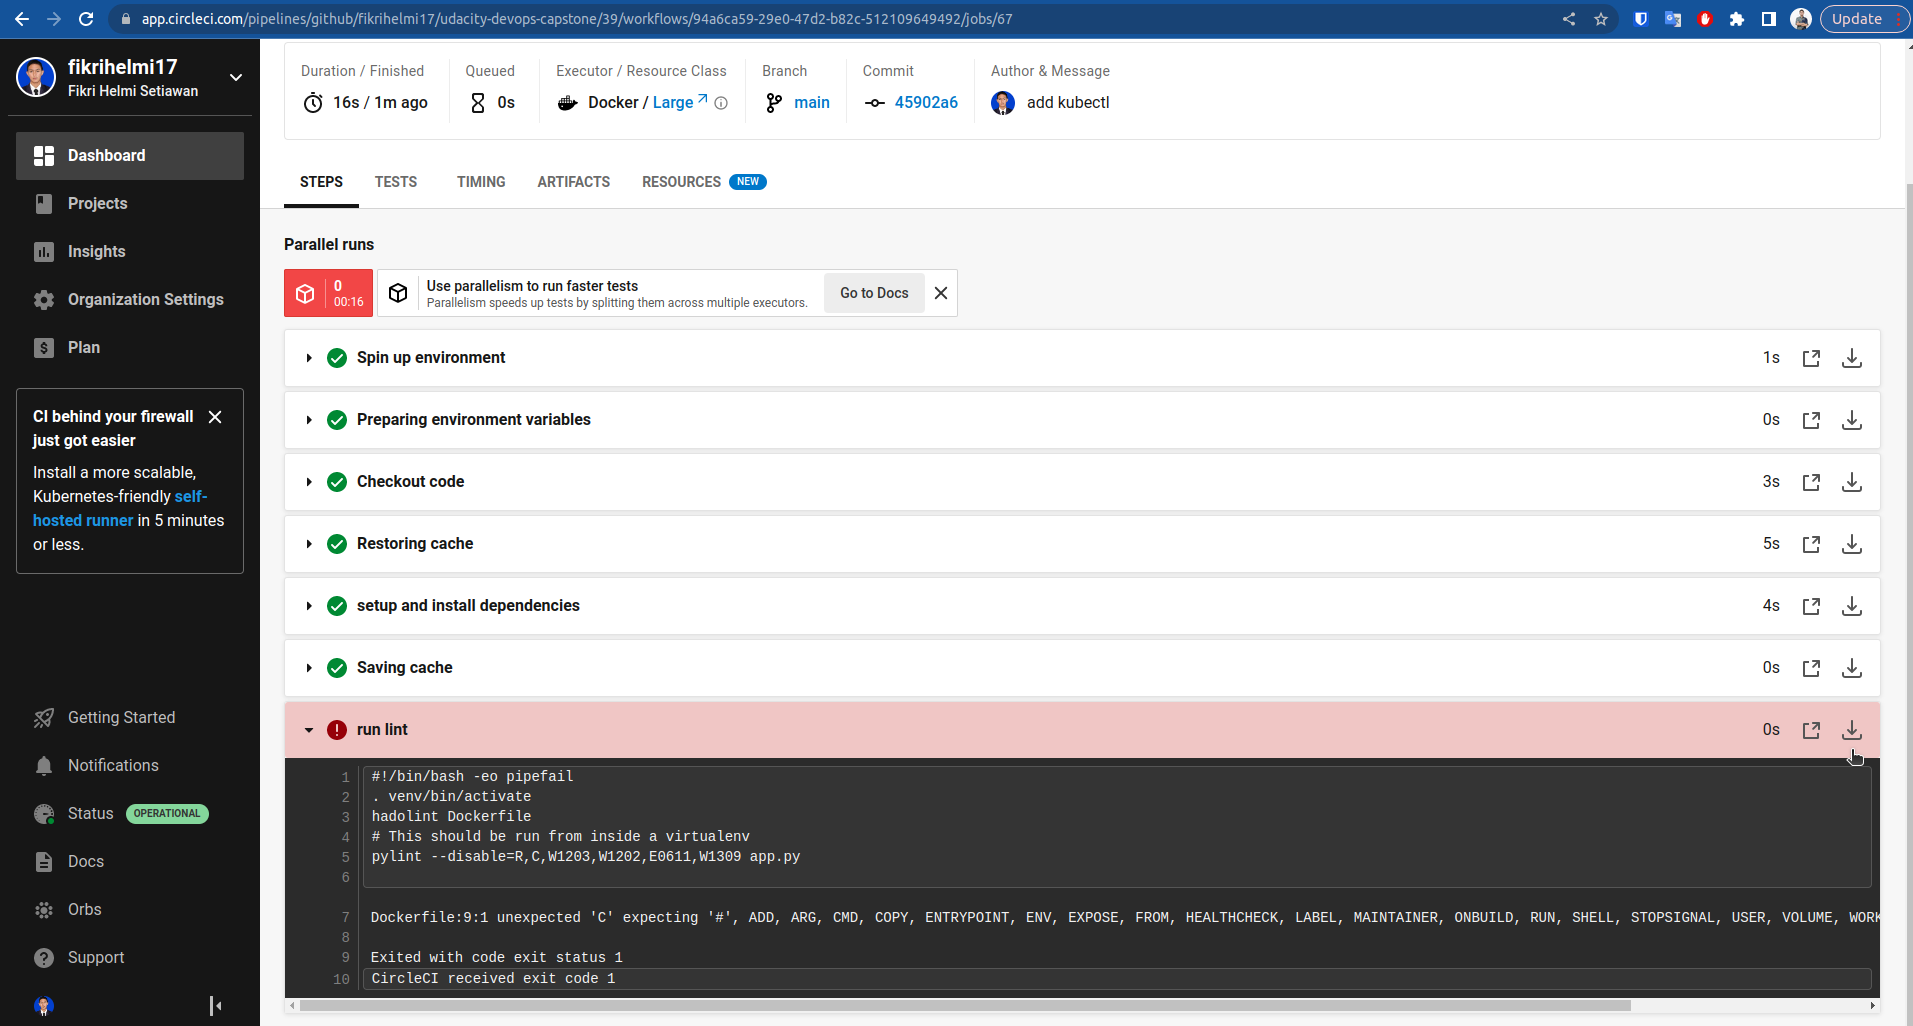 app.circleci.com/pipelines/github/fikrihelmi17/udacity-devops-capstone/39/workflows/94a6ca59-29e0-47d2-b82c-512109649492/jobs/67
Update
fikrihelmi17
Fikri Helmi Setiawan
Dashboard
Projects
Insights
Organization Settings
Plan
CI behind your firewall
just got easier
Install a more scalable,
Kubernetes-friendly self-
hosted runner in 5 minutes
or less.
Getting Started
Notifications
Status OPERATIONAL
Docs
Orbs
Support
Duration / Finished
16s / 1m ago
Queued
0s
Executor / Resource Class
Docker / Large
Branch
main
Commit
45902a6
Author & Message
add kubectl
STEPS TESTS TIMING ARTIFACTS RESOURCES NEW
Parallel runs
0
00:16
Use parallelism to run faster tests
Parallelism speeds up tests by splitting them across multiple executors.
Go to Docs
Spin up environment 1s
Preparing environment variables 0s
Checkout code 3s
Restoring cache 5s
setup and install dependencies 4s
Saving cache 0s
run lint 0s
1 #!/bin/bash -eo pipefail
2 . venv/bin/activate
3 hadolint Dockerfile
4 # This should be run from inside a virtualenv
5 pylint --disable=R,C,W1203,W1202,E0611,W1309 app.py
6
7 Dockerfile:9:1 unexpected 'C' expecting '#', ADD, ARG, CMD, COPY, ENTRYPOINT, ENV, EXPOSE, FROM, HEALTHCHECK, LABEL, MAINTAINER, ONBUILD, RUN, SHELL, STOPSIGNAL, USER, VOLUME, WORK
8
9 Exited with code exit status 1
10 CircleCI received exit code 1